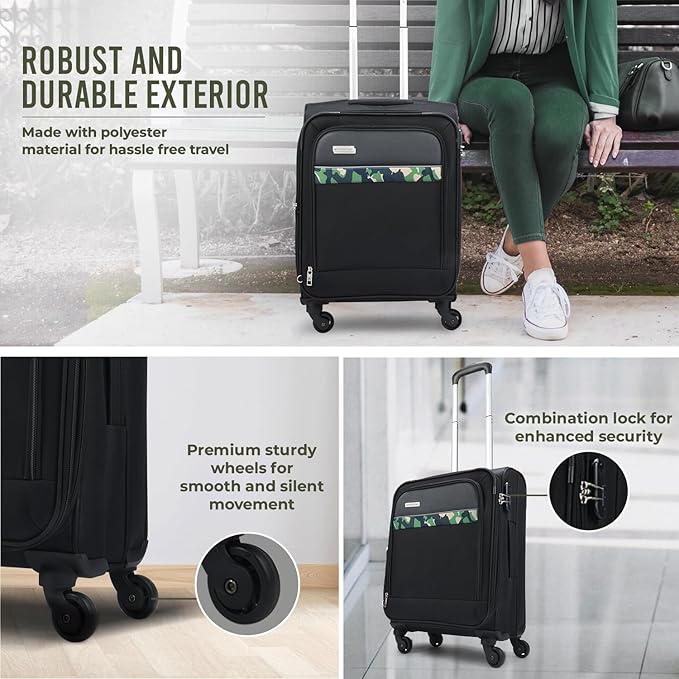 ROBUST AND
DURABLE EXTERIOR
Made with polyester
material for hassle free travel
Premium sturdy
wheels for
smooth and silent
movement
Combination lock for
enhanced security